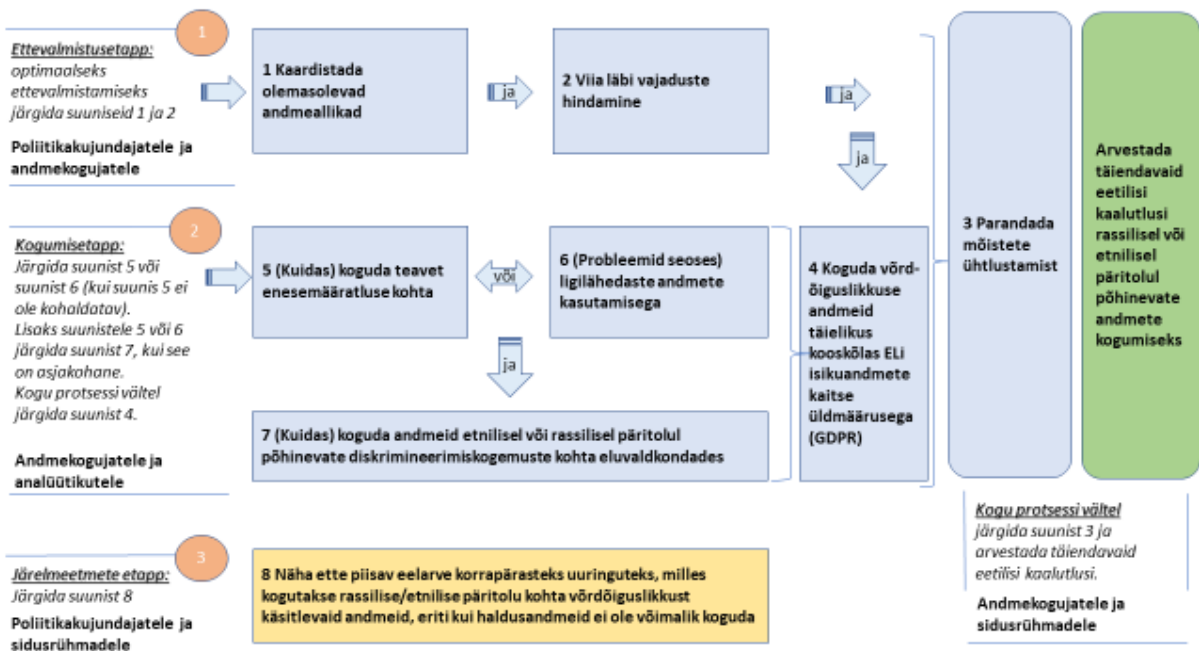 1
Ettevalmistusetapp:
optimaalseks
ettevalmistamiseks
järgida suuniseid 1 ja 2
Poliitikakujundajatele ja
andmekogujatele
1 Kaardistada
olemasolevad
andmeallikad
ja
2 Viia läbi vajaduste
hindamine
ja
ja
2
Kogumisetapp:
Järgida suunist 5 või
suunist 6 (kui suunis 5 ei
ole kohaldatav).
Lisaks suunistele 5 või 6
järgida suunist 7, kui see
on asjakohane.
Kogu protsessi vältel
järgida suunist 4.
Andmekogujatele ja
analüütikutele
5 (Kuidas) koguda teavet
enesemääratluse kohta
või
6 (Probleemid seoses)
ligilähedaste andmete
kasutamisega
ja
7 (Kuidas) koguda andmeid etnilisel või rassilisel päritolul
põhinevate diskrimineerimiskogemuste kohta eluvaldkondades
4 Koguda võrd-
õiguslikkuse
andmeid
täielikus
kooskõlas ELi
isikuandmete
kaitse
üldmäärusega
(GDPR)
3 Parandada
mõistete
ühtlustamist
Arvestada
täiendavaid
eetilisi
kaalutlusi
rassilisel või
etnilisel
päritolul
põhinevate
andmete
kogumiseks
3
Järelmeetmete etapp:
Järgida suunist 8
Poliitikakujundajatele ja
sidusrühmadele
8 Näha ette piisav eelarve korrapärasteks uuringuteks, milles
kogutakse rassilise/etnilise päritolu kohta võrdõiguslikkust
käsitlevaid andmeid, eriti kui haldusandmeid ei ole võimalik koguda
Kogu protsessi vältel
järgida suunist 3 ja
arvestada täiendavaid
eetilisi kaalutlusi.
Andmekogujatele ja
sidusrühmadele